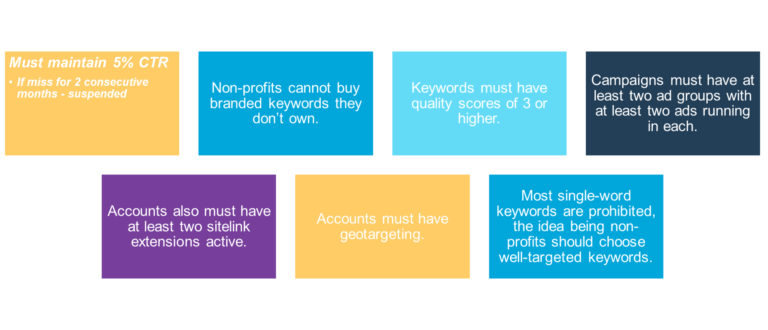 Must maintain 5% CTR
• If miss for 2 consecutive
months - suspended
Non-profits cannot buy
branded keywords they
don't own.
Keywords must have
quality scores of 3 or
higher.
Campaigns must have at
least two ad groups with
at least two ads running
in each.
Accounts also must have
at least two sitelink
extensions active.
Accounts must have
geotargeting.
Most single-word
keywords are prohibited,
the idea being non-
profits should choose
well-targeted keywords.